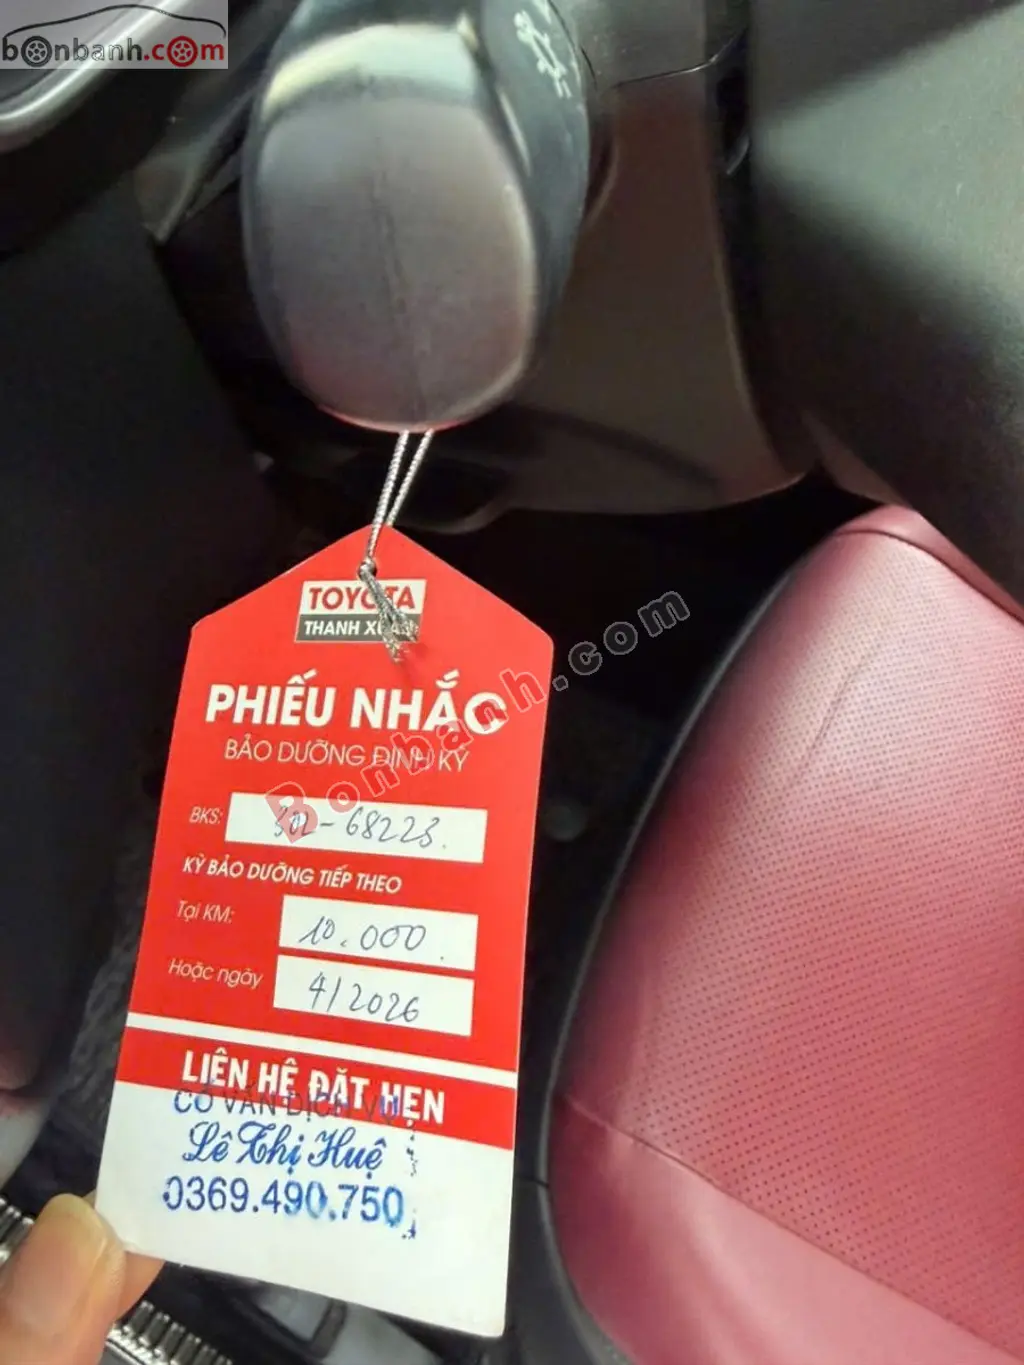 bonbanh.com
TOYOTA
THANH XUÂN
PHIẾU NHẮC
BẢO DƯỠNG ĐỊNH KỲ
Bonbanh.com
BKS: 30L-68223.
KỲ BẢO DƯỠNG TIẾP THEO
Tại KM: 10.000.
Hoặc ngày 4/2026
LIÊN HỆ ĐẶT HẸN
CỐ VẤN DỊCH VỤ
Lê Thị Huệ
0369.490.750